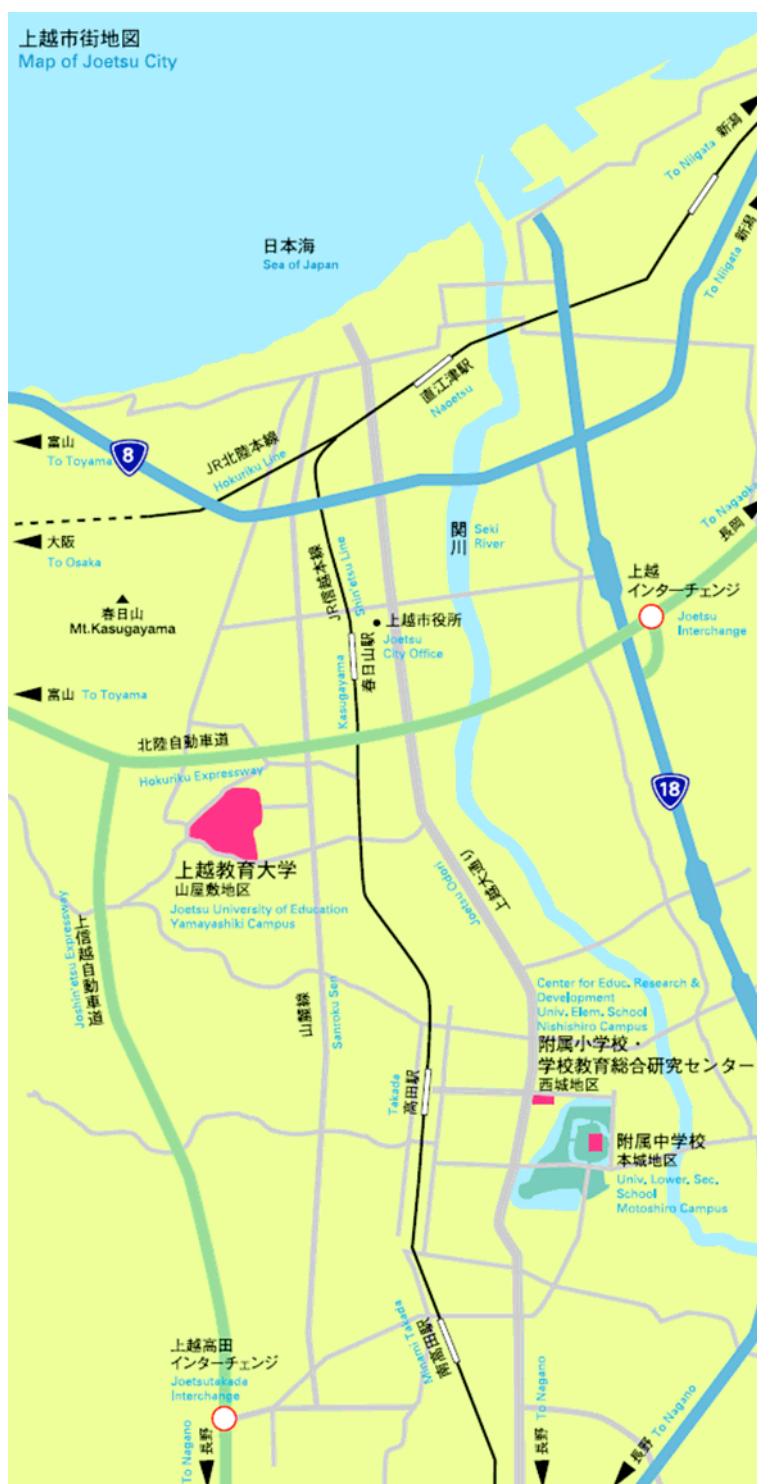 上越市街地図
Map of Joetsu City
新潟
To Niigata
新潟
To Niigata
日本海
Sea of Japan
直江津駅
Naoetsu
富山
To Toyama
8
JR北陸本線
Hokuriku Line
大阪
To Osaka
関川
Seki
River
長岡
To Nagaoka
JR信越本線
Shin'etsu Line
春日山
Mt.Kasugayama
上越市役所
Joetsu
City Office
春日山駅
Kasugayama
上越
インターチェンジ
Joetsu
Interchange
富山
To Toyama
北陸自動車道
Hokuriku Expressway
18
上越教育大学
山屋敷地区
Joetsu University of Education
Yamayashiki Campus
上越大通り
Joetsu Odori
上信越自動車道
Joshin'etsu Expressway
山麓線
Sanroku Sen
Center for Educ. Research &
Development
Univ. Elem. School
Nishishiro Campus
附属小学校・
学校教育総合研究センター
西城地区
高田駅
Takada
附属中学校
本城地区
Univ. Lower. Sec.
School
Motoshiro Campus
南高田駅
Minami Takada
上越高田
インターチェンジ
Joetsutakada
Interchange
長野
To Nagano
長野
To Nagano
長野
To Nagano